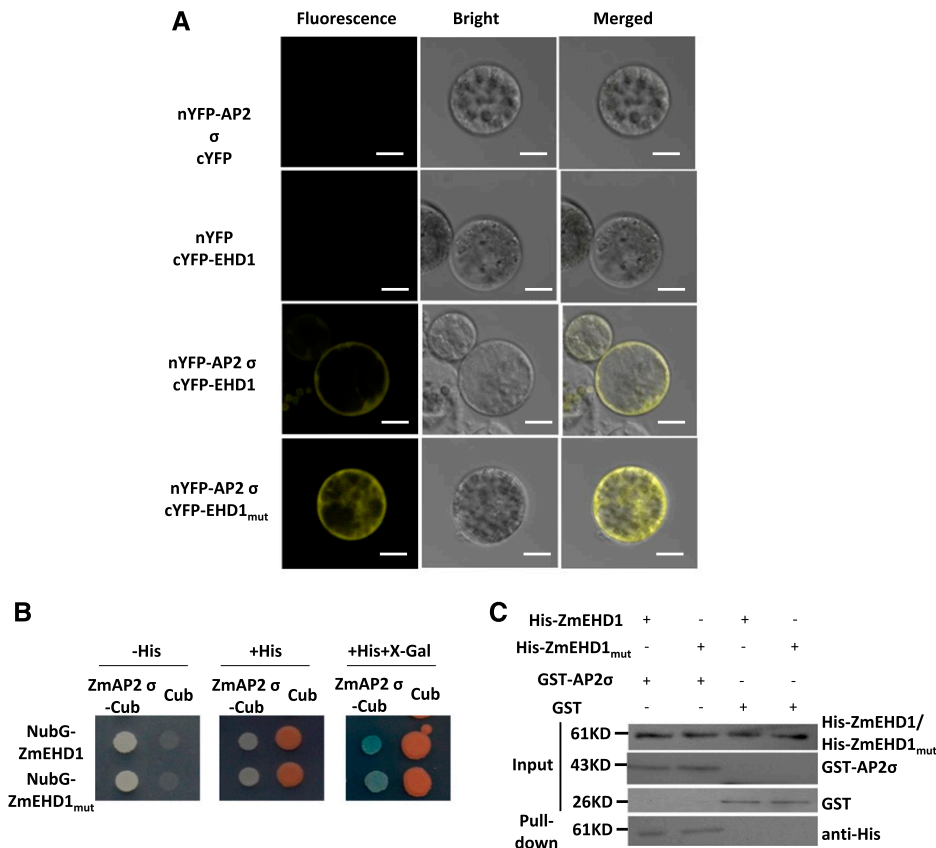 A
Fluorescence Bright Merged
nYFP-AP2
σ
cYFP
nYFP
cYFP-EHD1
nYFP-AP2 σ
cYFP-EHD1
nYFP-AP2 σ
cYFP-EHD1mut
B
-His +His +His+X-Gal
ZmAP2 σ
-Cub Cub ZmAP2 σ
-Cub Cub ZmAP2 σ
-Cub Cub
NubG-
ZmEHD1
NubG-
ZmEHD1mut
C
His-ZmEHD1 + - + -
His-ZmEHD1mut - + - +
GST-AP2σ + + - -
GST - - + +
Input
61KD His-ZmEHD1/
His-ZmEHD1mut
43KD GST-AP2σ
26KD GST
Pull-
down 61KD anti-His